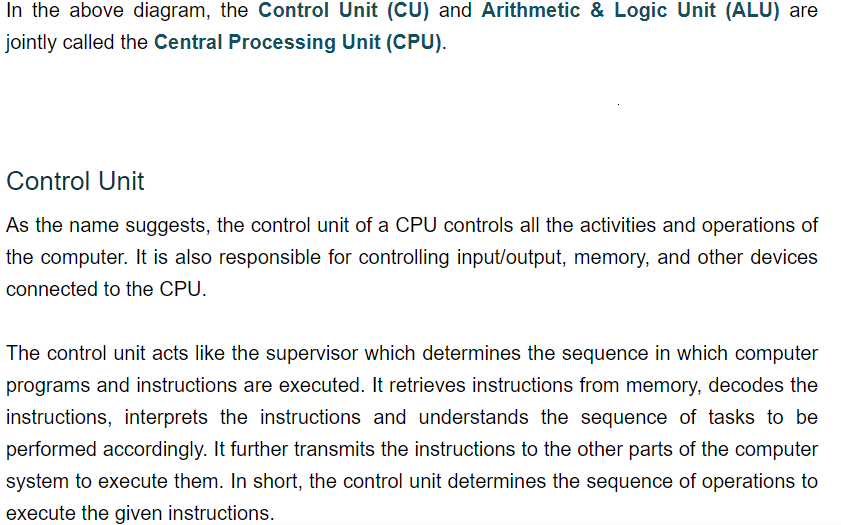 In the above diagram, the Control Unit (CU) and Arithmetic & Logic Unit (ALU) are
jointly called the Central Processing Unit (CPU).
Control Unit
As the name suggests, the control unit of a CPU controls all the activities and operations of
the computer. It is also responsible for controlling input/output, memory, and other devices
connected to the CPU.
The control unit acts like the supervisor which determines the sequence in which computer
programs and instructions are executed. It retrieves instructions from memory, decodes the
instructions, interprets the instructions and understands the sequence of tasks to be
performed accordingly. It further transmits the instructions to the other parts of the computer
system to execute them. In short, the control unit determines the sequence of operations to
execute the given instructions.